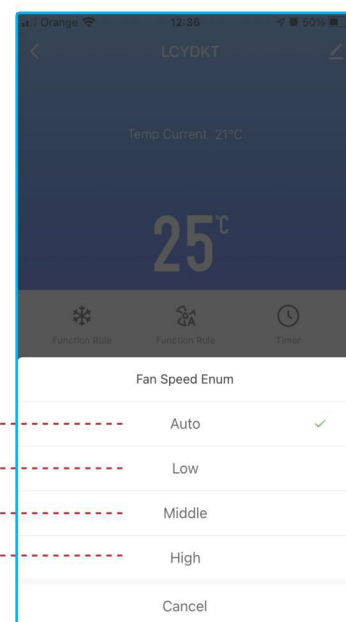 Orange 12:36 50%
LCYDKT
Temp Current 21°C
25°C
Function Rule Function Rule Timer
Fan Speed Enum
Auto
Low
Middle
High
Cancel